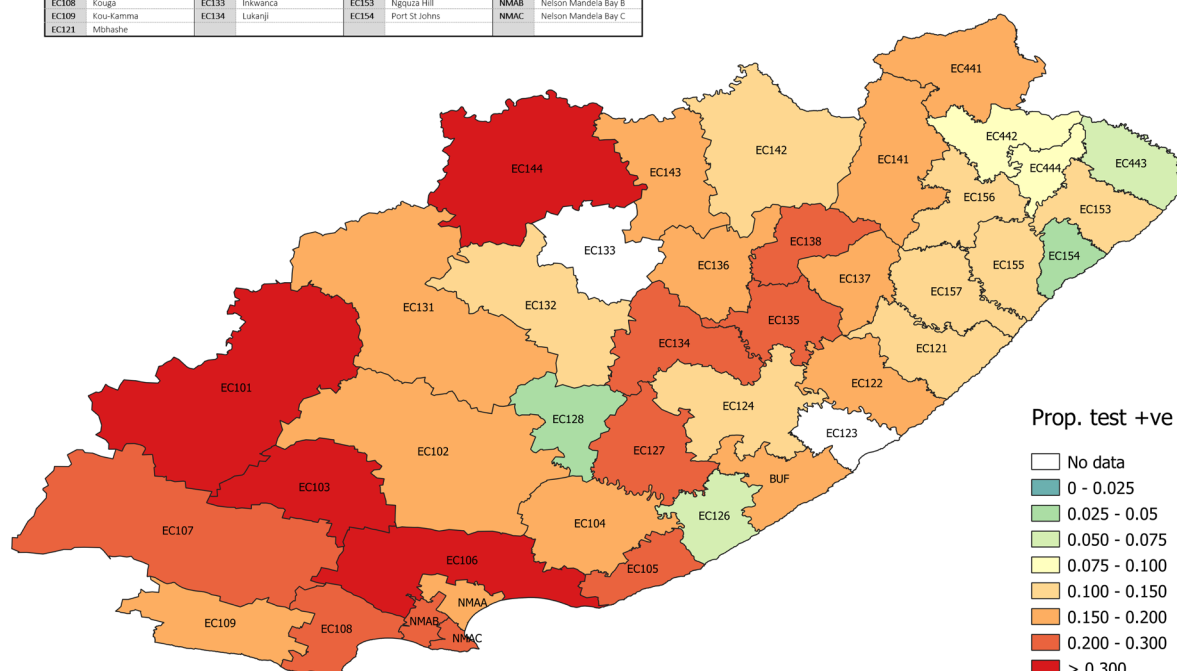 EC108 Kouga EC133 Inkwanca EC153 Ngquza Hill NMAB Nelson Mandela Bay B
EC109 Kou-Kamma EC134 Lukanji EC154 Port St Johns NMAC Nelson Mandela Bay C
EC121 Mbhashe
EC441
EC442
EC142
EC141
EC443
EC444
EC144
EC143
EC156
EC153
EC138
EC133
EC154
EC136
EC155
EC137
EC157
EC131
EC132
EC135
EC134
EC121
EC122
EC101
EC124
EC128
EC123
EC102
EC127
BUF
EC103
EC126
EC104
EC107
EC106
EC105
NMAA
NMAB
EC109
EC108
NMAC
Prop. test +ve
No data
0 - 0.025
0.025 - 0.05
0.050 - 0.075
0.075 - 0.100
0.100 - 0.150
0.150 - 0.200
0.200 - 0.300
> 0.300